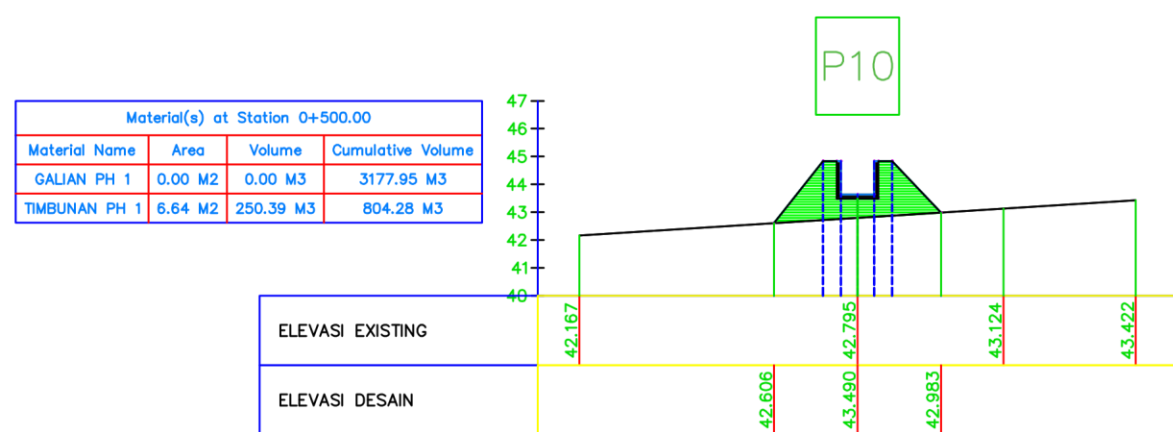 P10
Material(s) at Station 0+500.00
Material Name Area Volume Cumulative Volume
GALIAN PH 1 0.00 M2 0.00 M3 3177.95 M3
TIMBUNAN PH 1 6.64 M2 250.39 M3 804.28 M3
47
46
45
44
43
42
41
40
ELEVASI EXISTING 42.167 42.795 43.124 43.422
ELEVASI DESAIN 42.606 43.490 42.983